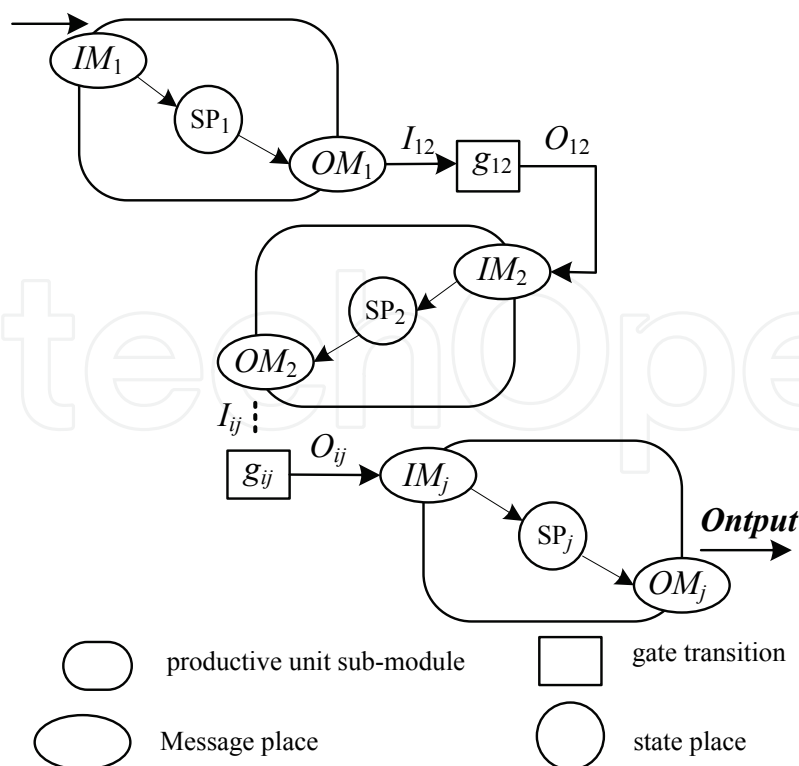 IM₁
SP₁
OM₁
I₁₂
g₁₂
O₁₂
IM₂
SP₂
OM₂
Iᵢⱼ
gᵢⱼ
Oᵢⱼ
IMⱼ
SPⱼ
OMⱼ
Ontput
productive unit sub-module
gate transition
Message place
state place